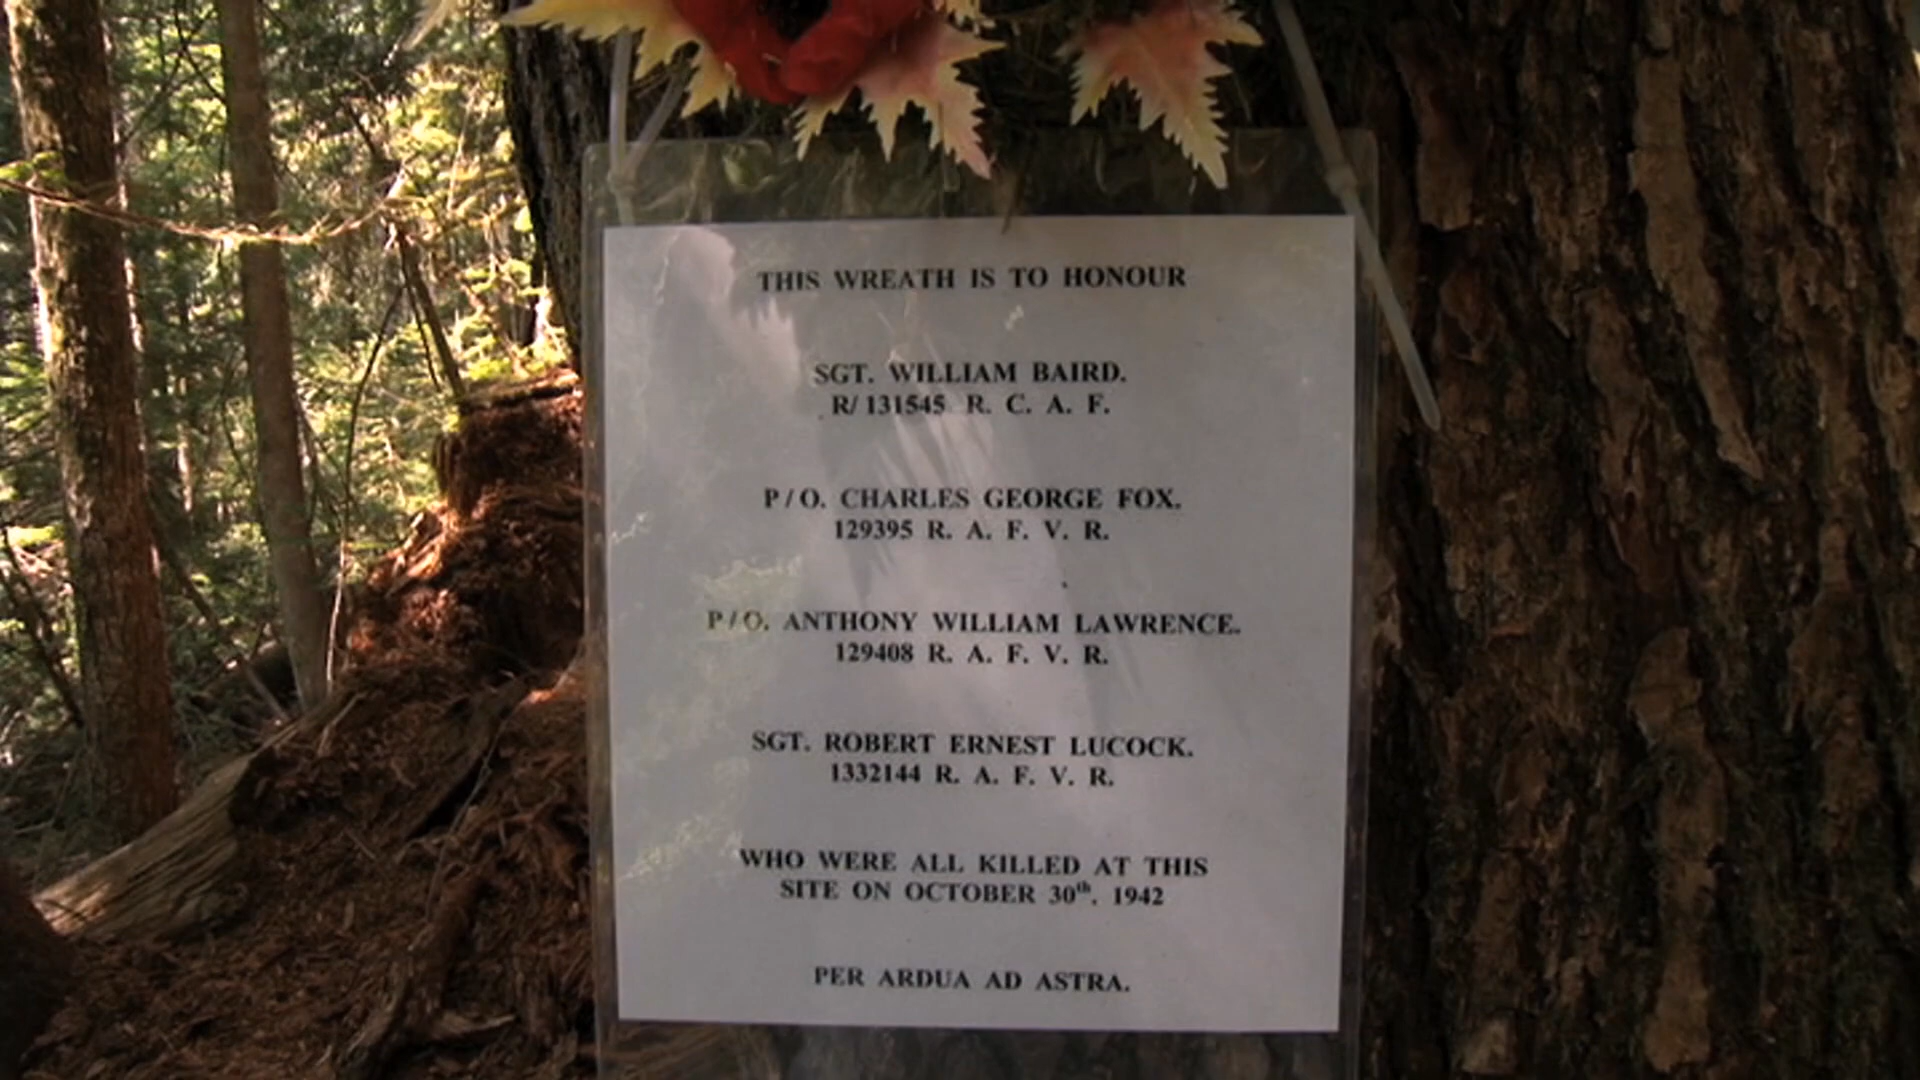 THIS WREATH IS TO HONOUR
SGT. WILLIAM BAIRD.
R/ 131545 R. C. A. F.
P / O. CHARLES GEORGE FOX.
129395 R. A. F. V. R.
P / O. ANTHONY WILLIAM LAWRENCE.
129408 R. A. F. V. R.
SGT. ROBERT ERNEST LUCOCK.
1332144 R. A. F. V. R.
WHO WERE ALL KILLED AT THIS
SITE ON OCTOBER 30th. 1942
PER ARDUA AD ASTRA.